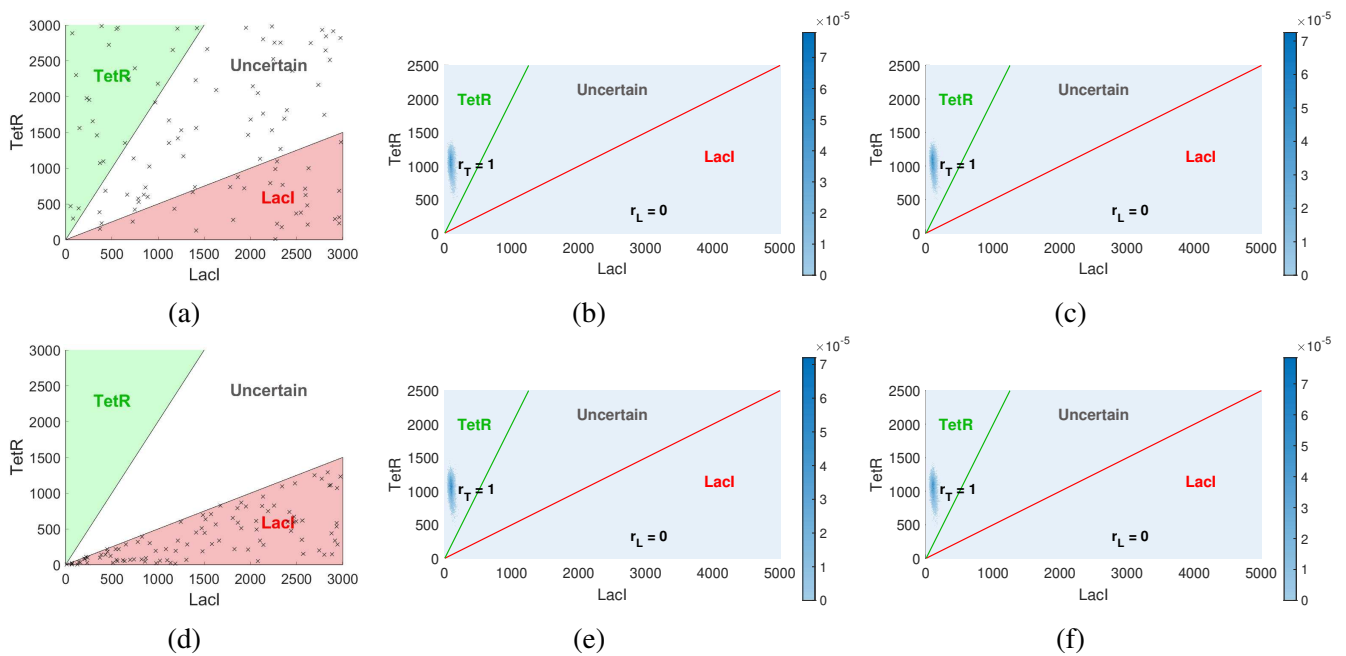 3000
2500
2000
1500
1000
500
0
TetR
TetR
Uncertain
LacI
0 500 1000 1500 2000 2500 3000
LacI
(a)
×10⁻⁵
2500
2000
1500
1000
500
0
TetR
TetR
Uncertain
LacI
r_T = 1
r_L = 0
0 1000 2000 3000 4000 5000
LacI
7
6
5
4
3
2
1
0
(b)
×10⁻⁵
2500
2000
1500
1000
500
0
TetR
TetR
Uncertain
LacI
r_T = 1
r_L = 0
0 1000 2000 3000 4000 5000
LacI
7
6
5
4
3
2
1
0
(c)
3000
2500
2000
1500
1000
500
0
TetR
TetR
Uncertain
LacI
0 500 1000 1500 2000 2500 3000
LacI
(d)
×10⁻⁵
2500
2000
1500
1000
500
0
TetR
TetR
Uncertain
LacI
r_T = 1
r_L = 0
0 1000 2000 3000 4000 5000
LacI
7
6
5
4
3
2
1
0
(e)
×10⁻⁵
2500
2000
1500
1000
500
0
TetR
TetR
Uncertain
LacI
r_T = 1
r_L = 0
0 1000 2000 3000 4000 5000
LacI
7
6
5
4
3
2
1
0
(f)